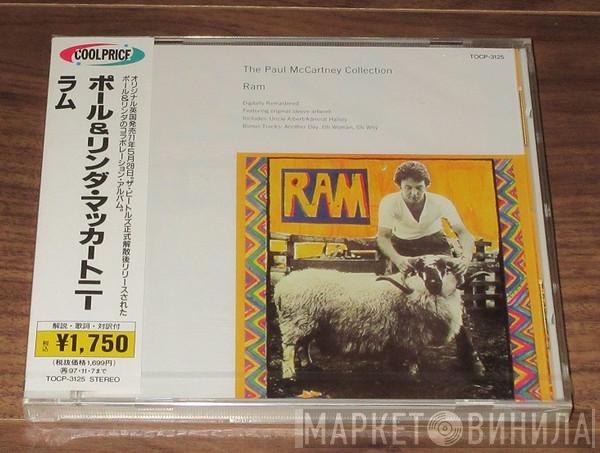 COOLPRICE
ポール&リンダ・マッカートニー
ラム
オリジナル英国発売71年5月28日。“ザ・ビートルズ正式解散後リリースされた
ポール&リンダのコラボレーション・アルバム。”
解説・歌詞・対訳付
税込 ¥1,750
(税抜価格1,699円)
97・11・7まで
TOCP-3125 STEREO
TOCP-3125
The Paul McCartney Collection
Ram
Digitally Remastered
Featuring original sleeve artwork
Includes: Uncle Albert/Admiral Halsey
Bonus Tracks: Another Day, Oh Woman, Oh Why
RAM
МАРКЕТ ВИНИЛА